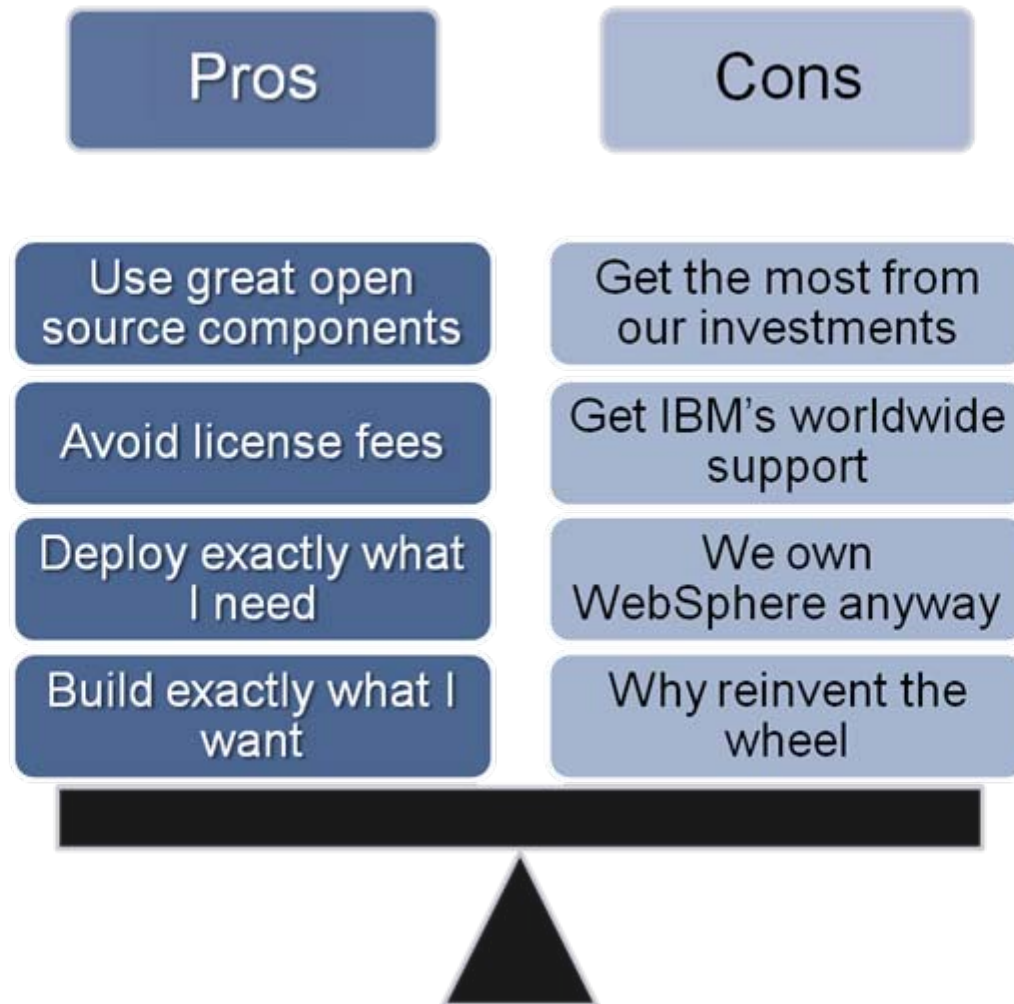 Pros
Cons
Use great open
source components
Get the most from
our investments
Avoid license fees
Get IBM's worldwide
support
Deploy exactly what
I need
We own
WebSphere anyway
Build exactly what I
want
Why reinvent the
wheel